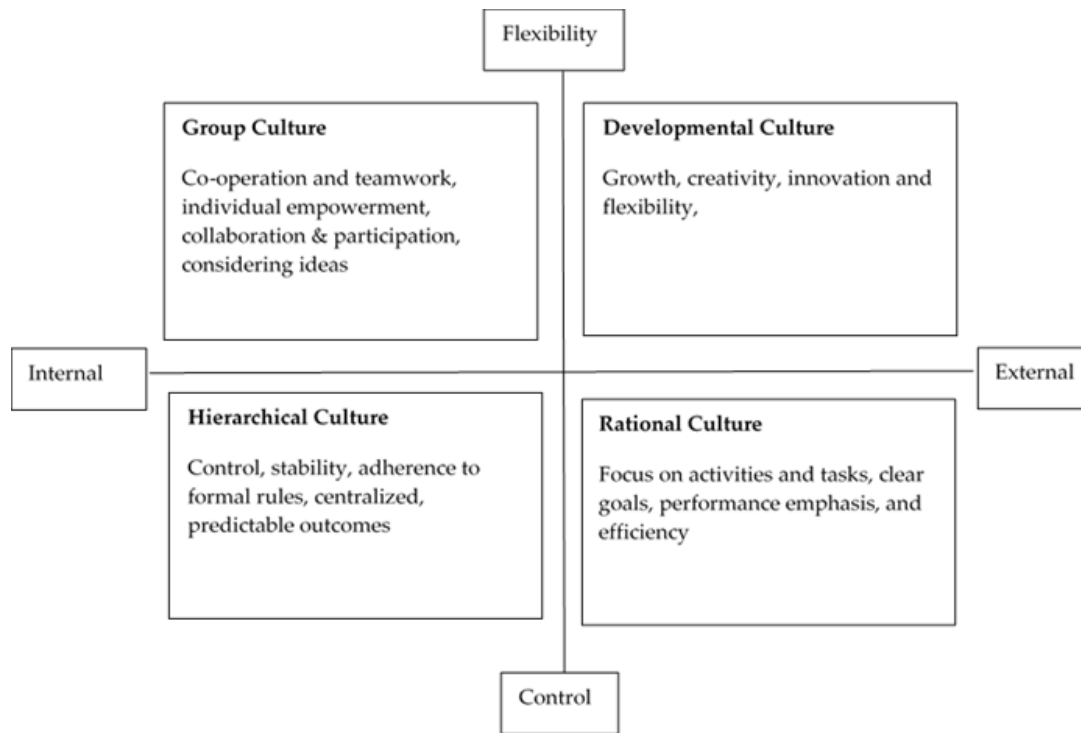 Flexibility
Group Culture
Co-operation and teamwork,
individual empowerment,
collaboration & participation,
considering ideas
Developmental Culture
Growth, creativity, innovation and
flexibility,
Internal
External
Hierarchical Culture
Control, stability, adherence to
formal rules, centralized,
predictable outcomes
Rational Culture
Focus on activities and tasks, clear
goals, performance emphasis, and
efficiency
Control